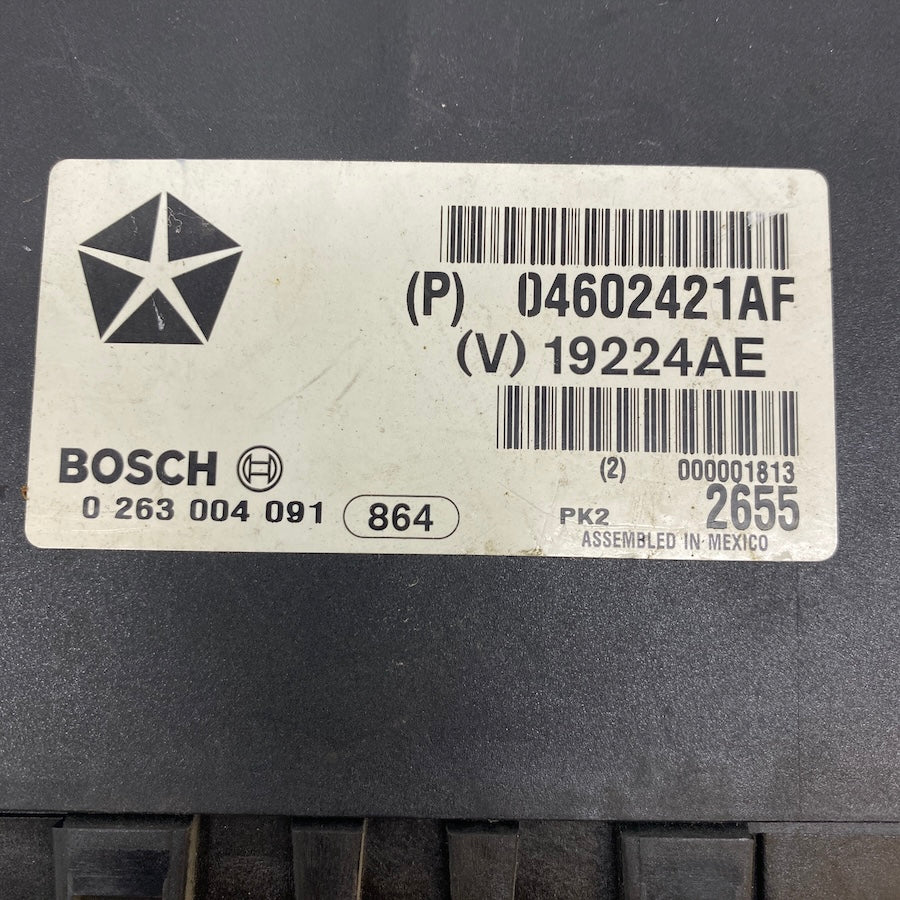 (P) 04602421AF
(V) 19224AE
(2) 000001813
BOSCH
0 263 004 091 864
PK2 2655
ASSEMBLED IN MEXICO